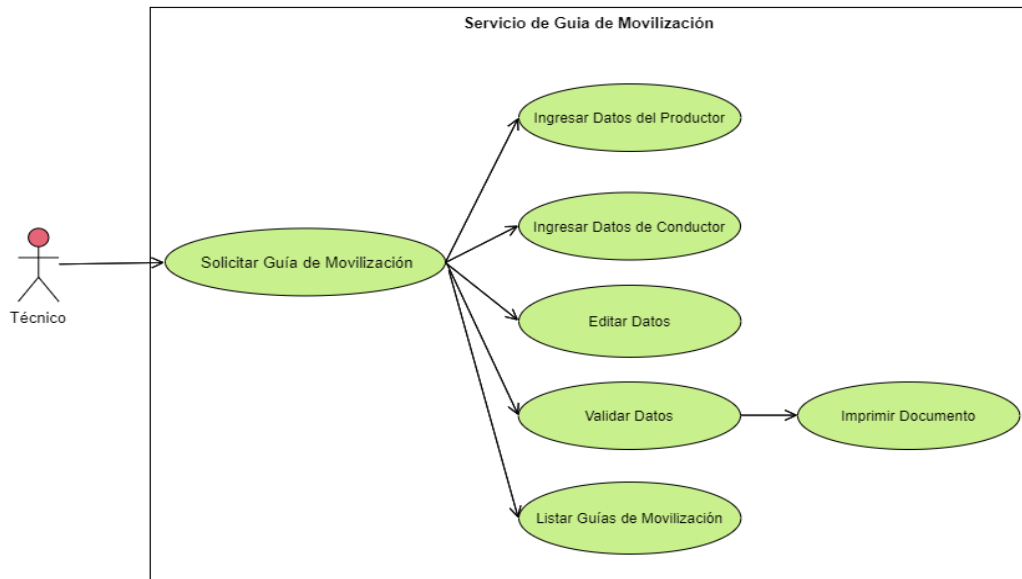 Servicio de Guia de Movilización
Ingresar Datos del Productor
Ingresar Datos de Conductor
Solicitar Guía de Movilización
Técnico
Editar Datos
Validar Datos
Imprimir Documento
Listar Guías de Movilización